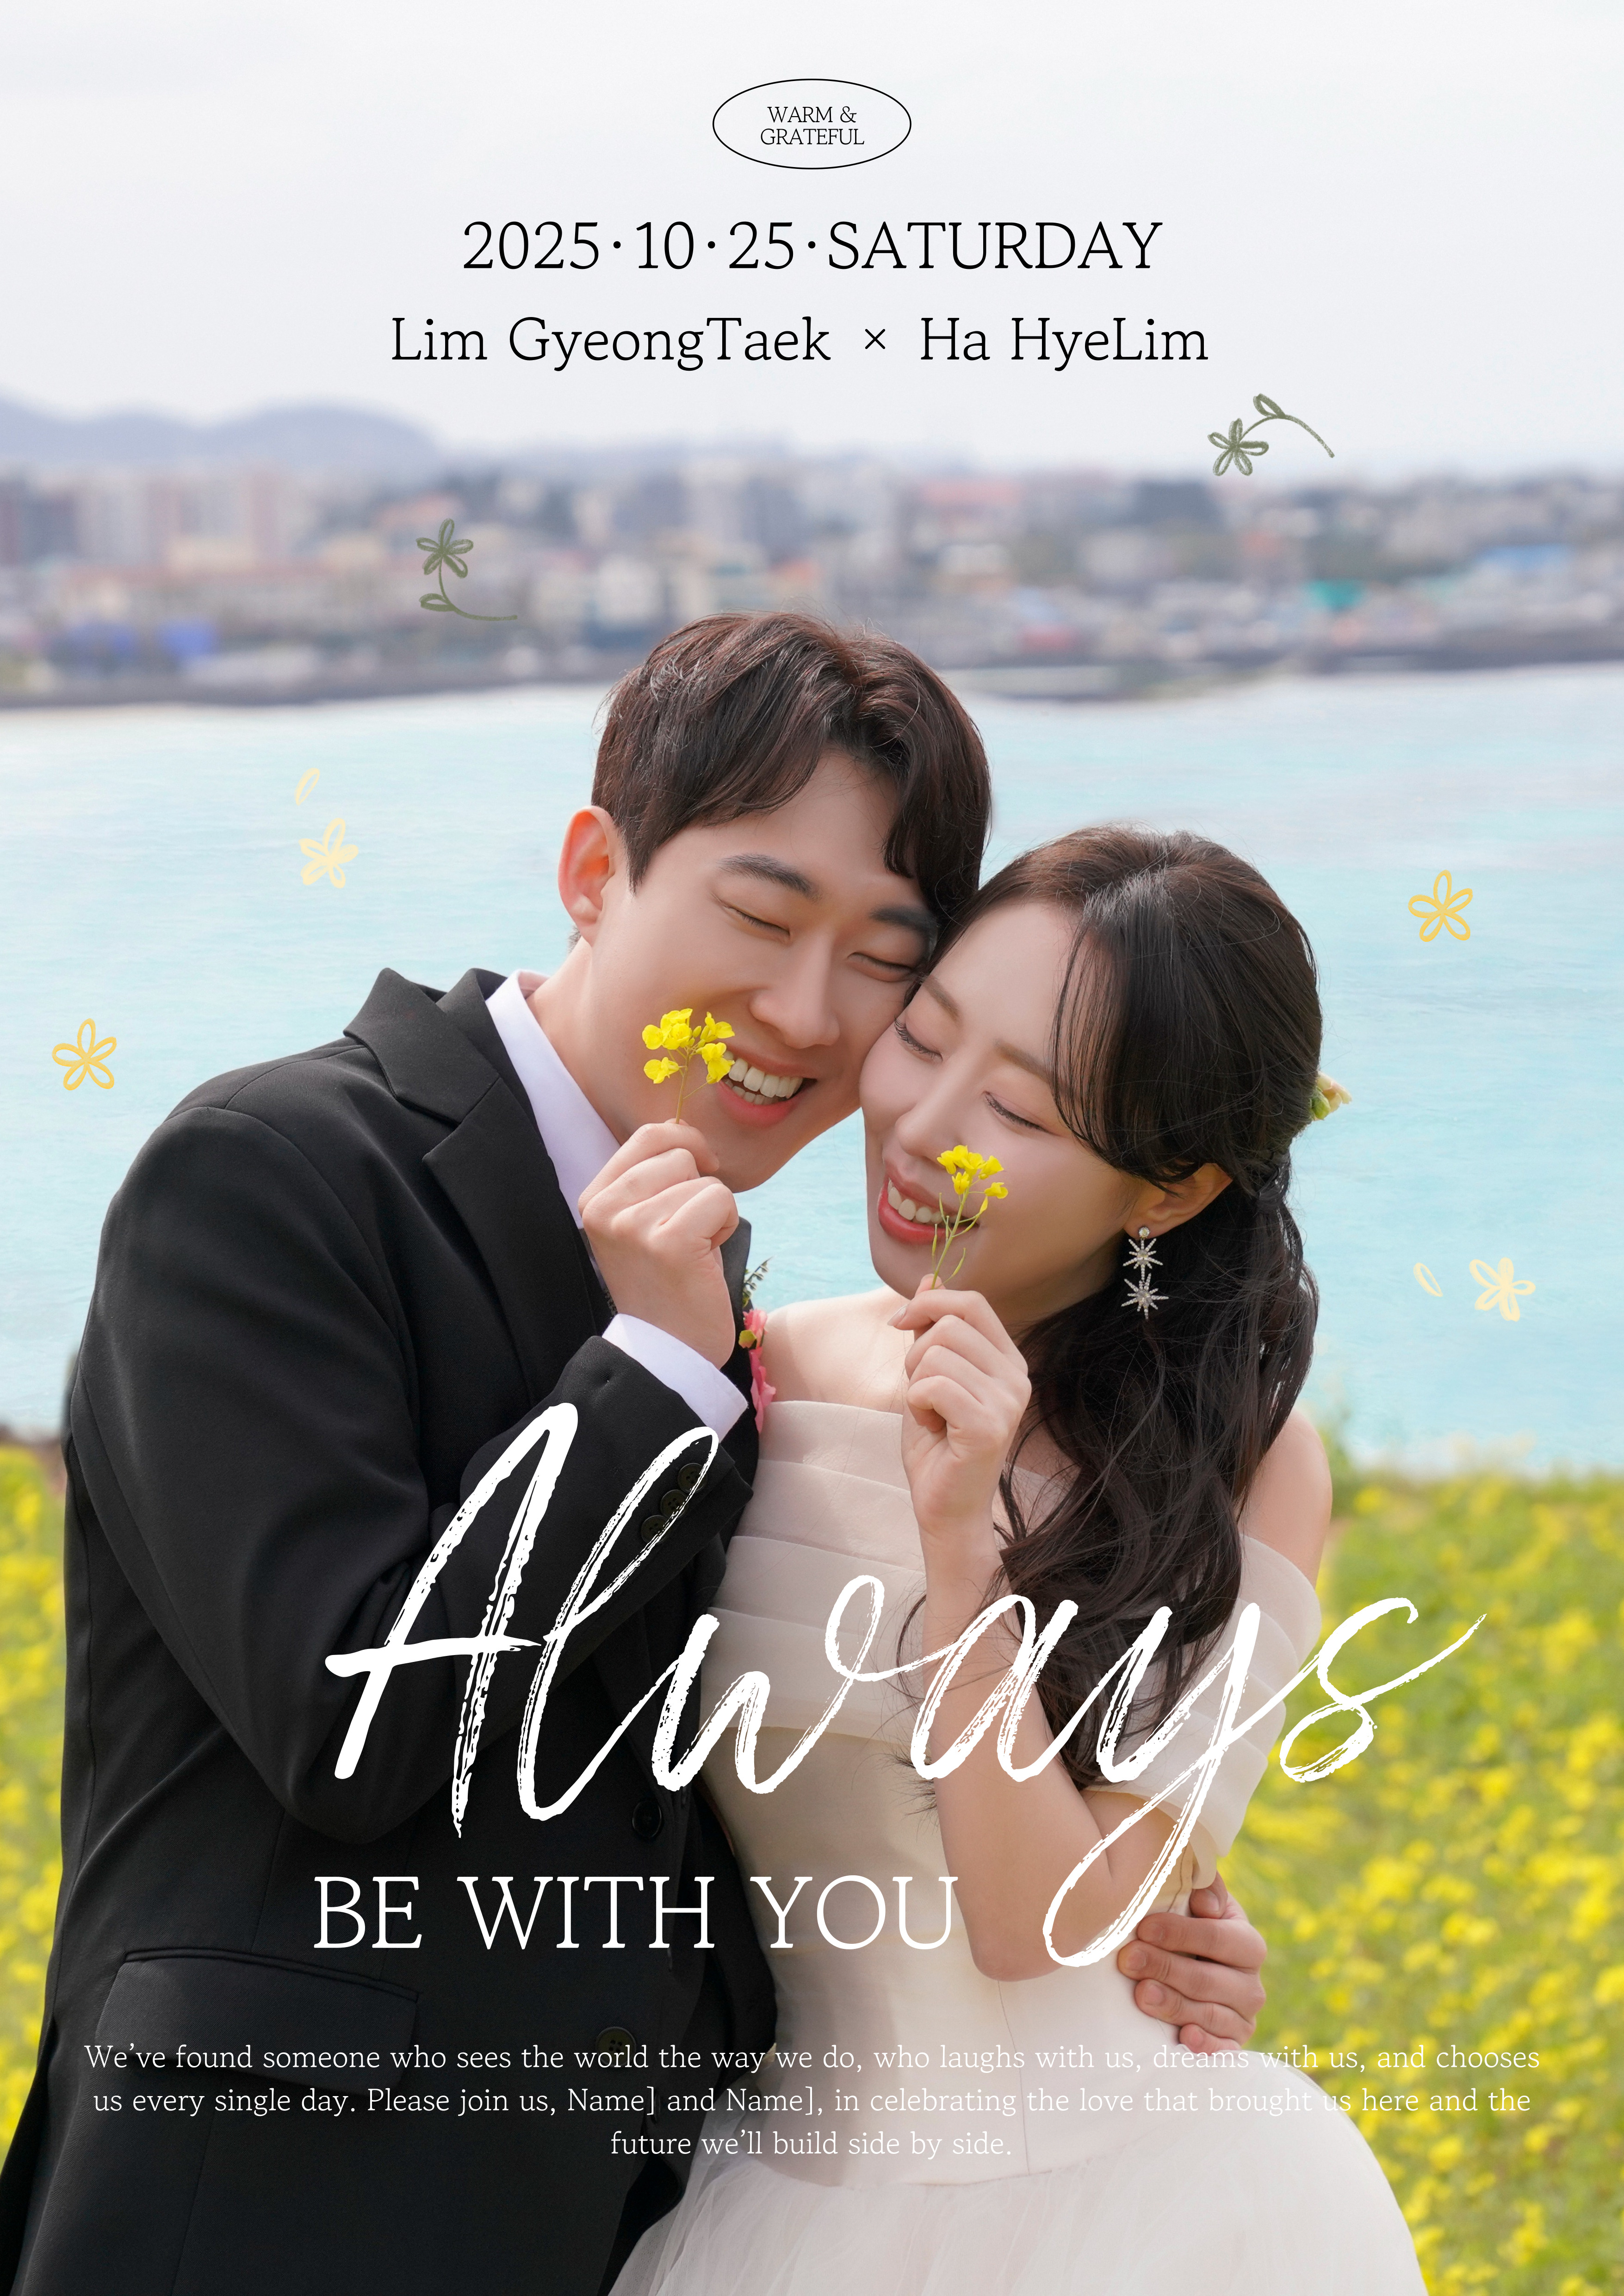 WARM &
GRATEFUL
2025·10·25·SATURDAY
Lim GyeongTaek × Ha HyeLim
Always
BE WITH YOU
We’ve found someone who sees the world the way we do, who laughs with us, dreams with us, and chooses
us every single day. Please join us, Name] and Name], in celebrating the love that brought us here and the
future we’ll build side by side.